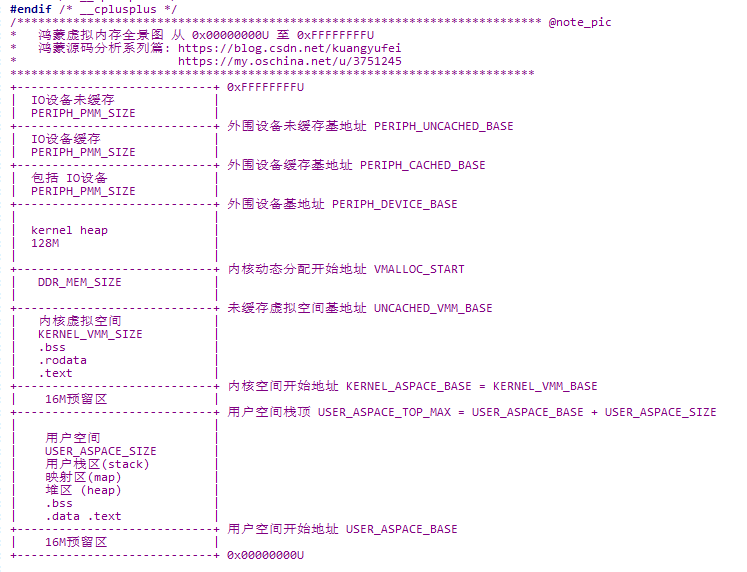 #endif /* __cplusplus */
/*************************************************************************** @note_pic
*   鸿蒙虚拟内存全景图 从 0x00000000U 至 0xFFFFFFFFU
*   鸿蒙源码分析系列篇: https://blog.csdn.net/kuangyufei
*                       https://my.oschina.net/u/3751245
***************************************************************************
+----------------------------+ 0xFFFFFFFFU
|  IO设备未缓存              |
|  PERIPH_PMM_SIZE           |
+----------------------------+ 外围设备未缓存基地址 PERIPH_UNCACHED_BASE
|  IO设备缓存                |
|  PERIPH_PMM_SIZE           |
+----------------------------+ 外围设备缓存基地址 PERIPH_CACHED_BASE
|  包括 IO设备               |
|  PERIPH_PMM_SIZE           |
+----------------------------+ 外围设备基地址 PERIPH_DEVICE_BASE
|                            |
|  kernel heap               |
|  128M                      |
|                            |
+----------------------------+ 内核动态分配开始地址 VMALLOC_START
|   DDR_MEM_SIZE             |
|                            |
+----------------------------+ 未缓存虚拟空间基地址 UNCACHED_VMM_BASE
|   内核虚拟空间             |
|   KERNEL_VMM_SIZE          |
|   .bss                     |
|   .rodata                  |
|   .text                    |
+----------------------------+ 内核空间开始地址 KERNEL_ASPACE_BASE = KERNEL_VMM_BASE
|    16M预留区               |
+----------------------------+ 用户空间栈顶 USER_ASPACE_TOP_MAX = USER_ASPACE_BASE + USER_ASPACE_SIZE
|                            |
|    用户空间                |
|    USER_ASPACE_SIZE        |
|    用户栈区(stack)         |
|    映射区(map)             |
|    堆区 (heap)             |
|    .bss                    |
|    .data .text             |
+----------------------------+ 用户空间开始地址 USER_ASPACE_BASE
|    16M预留区               |
+----------------------------+ 0x00000000U